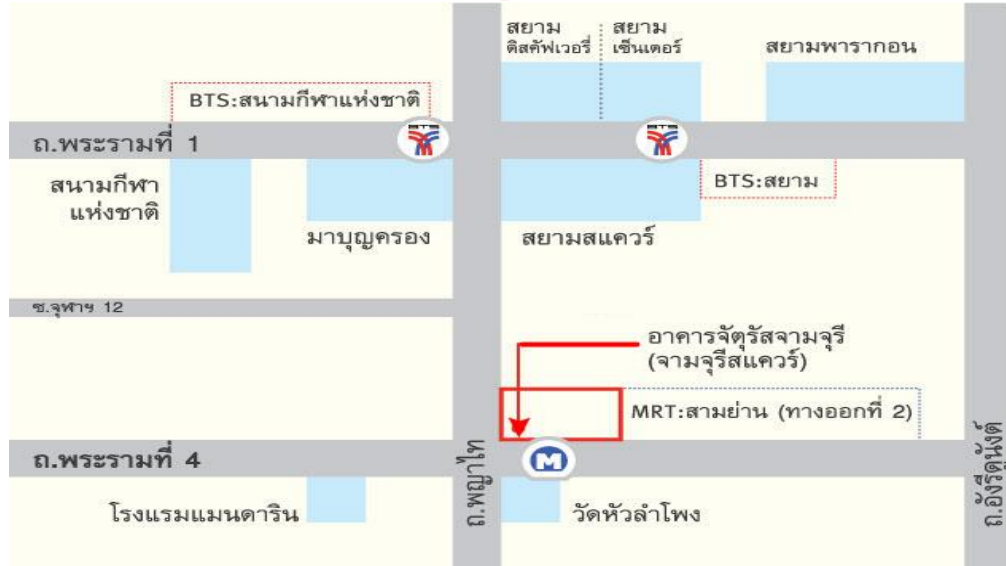 สยาม
ดิสคัฟเวอรี่
สยาม
เซ็นเตอร์
สยามพารากอน
BTS:สนามกีฬาแห่งชาติ
BTS
BTS
ถ.พระรามที่ 1
สนามกีฬา
แห่งชาติ
BTS:สยาม
มาบุญครอง
สยามสแควร์
ซ.จุฬาฯ 12
อาคารจัตุรัสจามจุรี
(จามจุรีสแควร์)
MRT:สามย่าน (ทางออกที่ 2)
ถ.พระรามที่ 4
M
ถ.พญาไท
ถ.อังรีดูนังต์
โรงแรมแมนดาริน
วัดหัวลำโพง